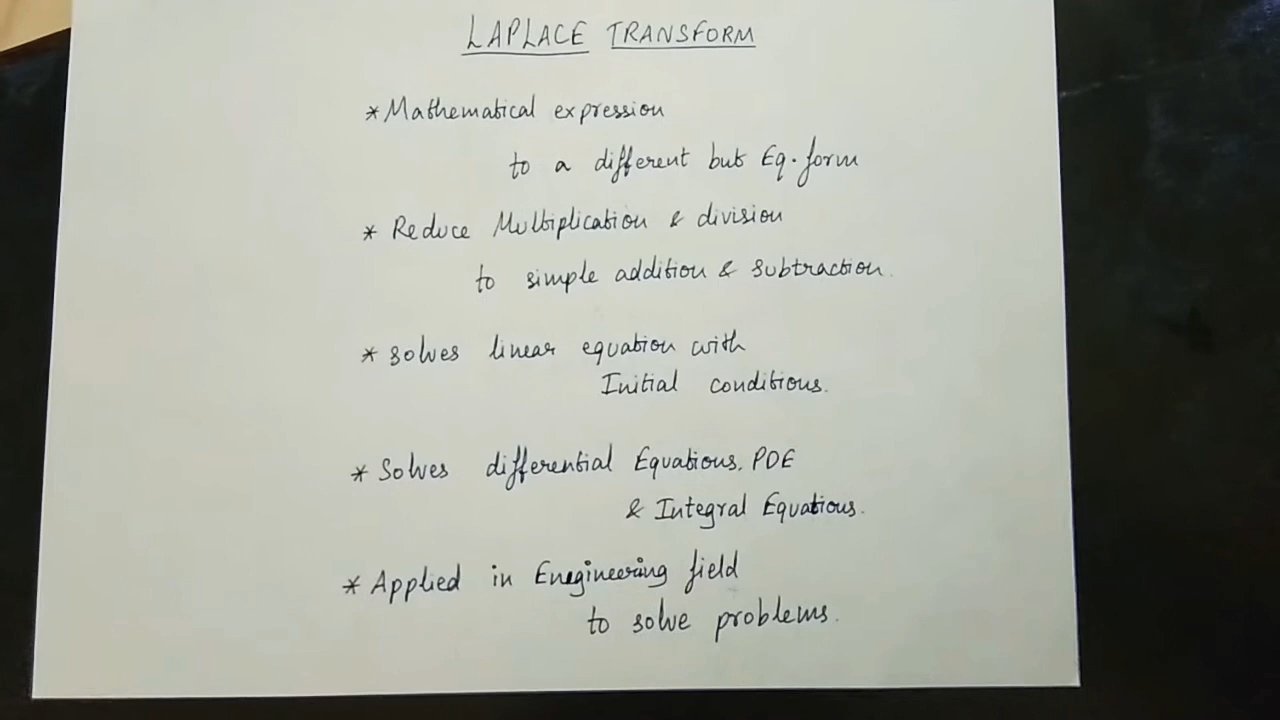 LAPLACE TRANSFORM
* Mathematical expression
to a different but Eq. form
* Reduce Multiplication & division
to simple addition & subtraction.
* solves linear equation with
Initial conditions.
* Solves differential Equations, PDE
& Integral Equations.
* Applied in Enegineering field
to solve problems.